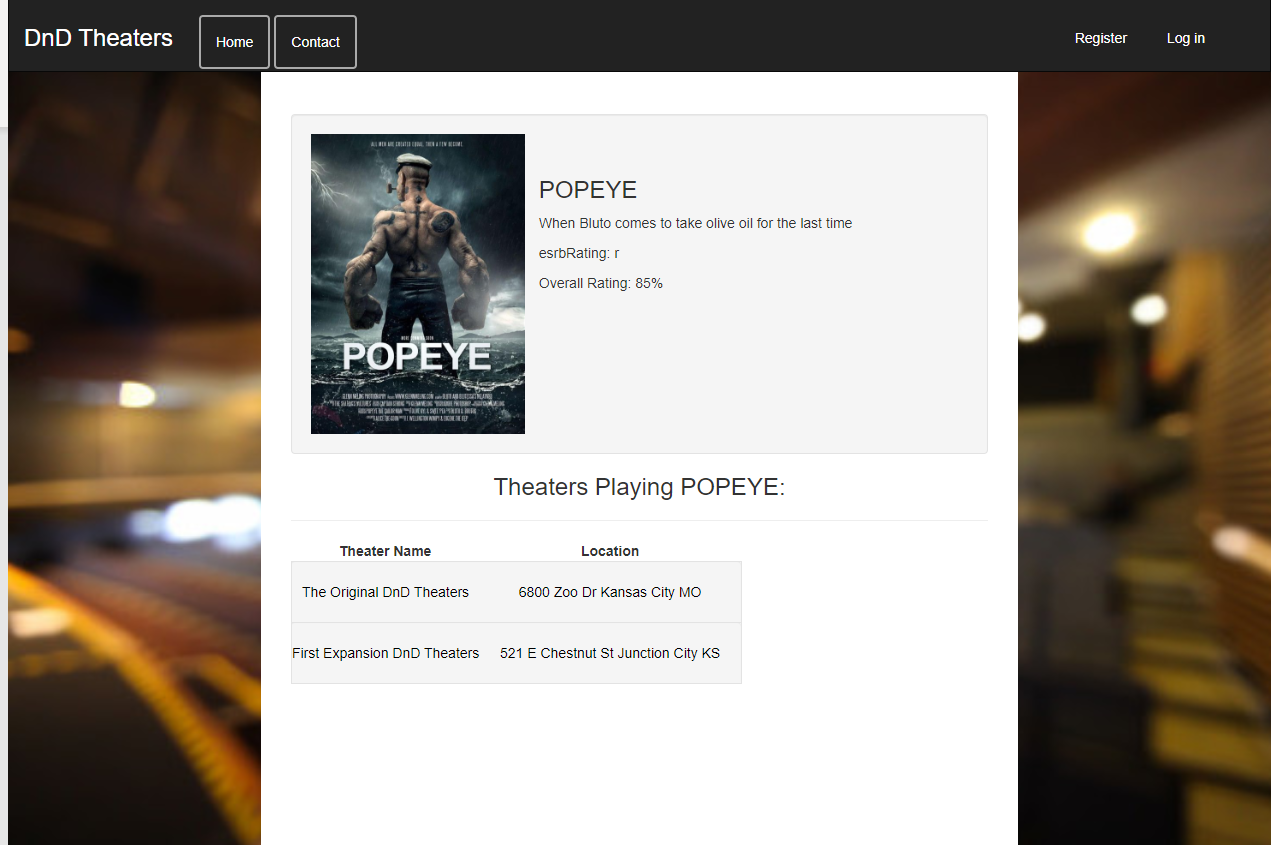 DnD Theaters
Home
Contact
Register
Log in
ALL MEN ARE CREATED EQUAL, THEN A FEW BECOME
POPEYE
POPEYE
When Bluto comes to take olive oil for the last time
esrbRating: r
Overall Rating: 85%
Theaters Playing POPEYE:
Theater Name Location
The Original DnD Theaters 6800 Zoo Dr Kansas City MO
First Expansion DnD Theaters 521 E Chestnut St Junction City KS